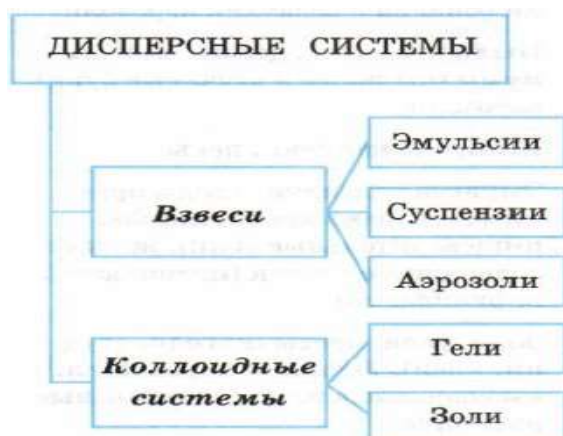 ДИСПЕРСНЫЕ СИСТЕМЫ
Взвеси
Эмульсии
Суспензии
Аэрозоли
Коллоидные
системы
Гели
Золи